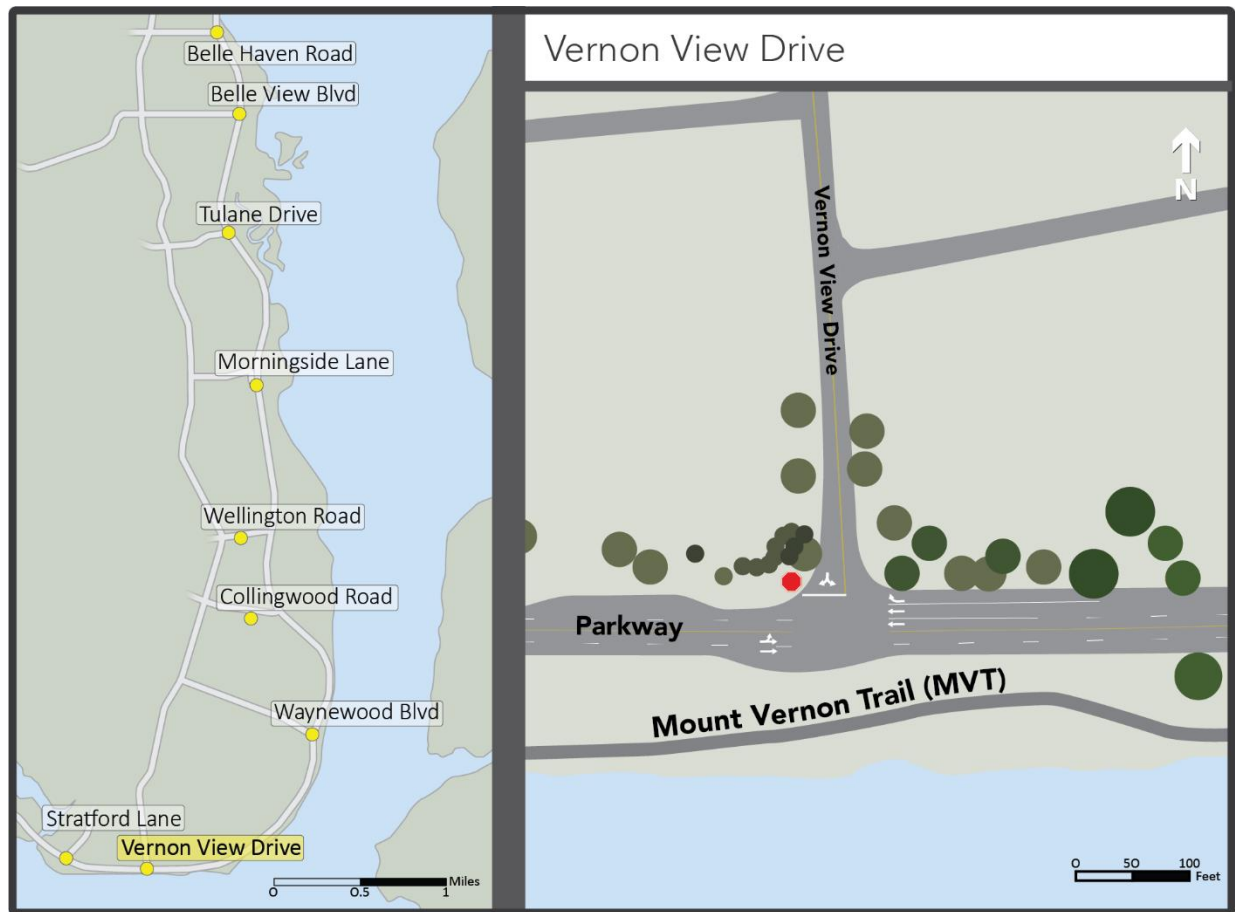 Belle Haven Road
Belle View Blvd
Tulane Drive
Morningside Lane
Wellington Road
Collingwood Road
Waynewood Blvd
Stratford Lane
Vernon View Drive
0 0.5 1 Miles
Vernon View Drive
N
Vernon View Drive
Parkway
Mount Vernon Trail (MVT)
0 50 100
Feet